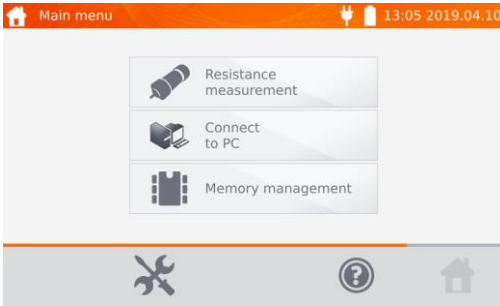 Main menu 13:05 2019.04.10
Resistance
measurement
Connect
to PC
Memory management
?